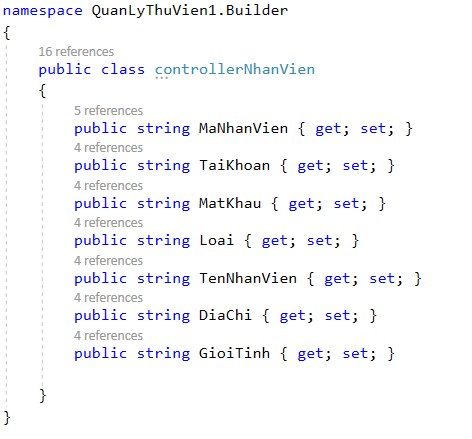 namespace QuanLyThuVien1.Builder
{
16 references
public class controllerNhanVien
{
5 references
public string MaNhanVien { get; set; }
4 references
public string TaiKhoan { get; set; }
4 references
public string MatKhau { get; set; }
4 references
public string Loai { get; set; }
4 references
public string TenNhanVien { get; set; }
4 references
public string DiaChi { get; set; }
4 references
public string GioiTinh { get; set; }
}
}